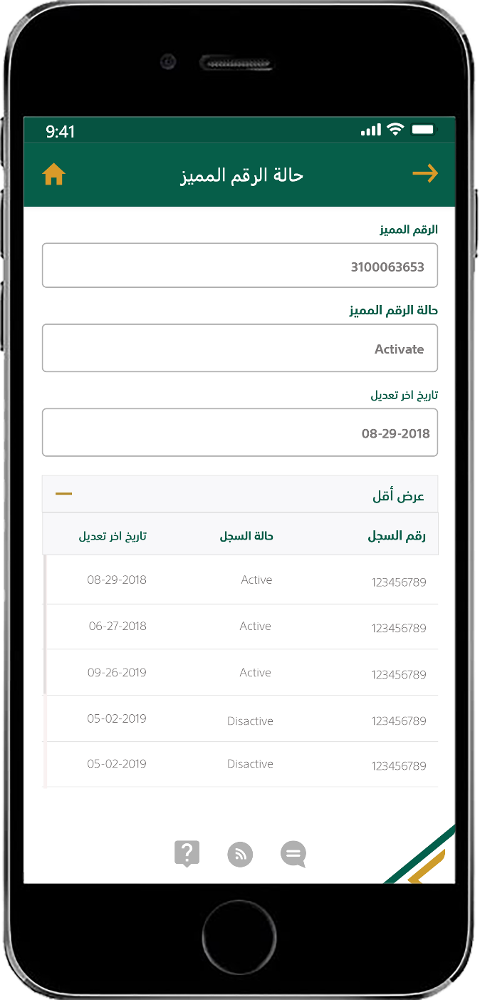 9:41
حالة الرقم المميز
الرقم المميز
3100063653
حالة الرقم المميز
Activate
تاريخ اخر تعديل
08-29-2018
عرض أقل
رقم السجل حالة السجل تاريخ اخر تعديل
123456789 Active 08-29-2018
123456789 Active 06-27-2018
123456789 Active 09-26-2019
123456789 Disactive 05-02-2019
123456789 Disactive 05-02-2019
?